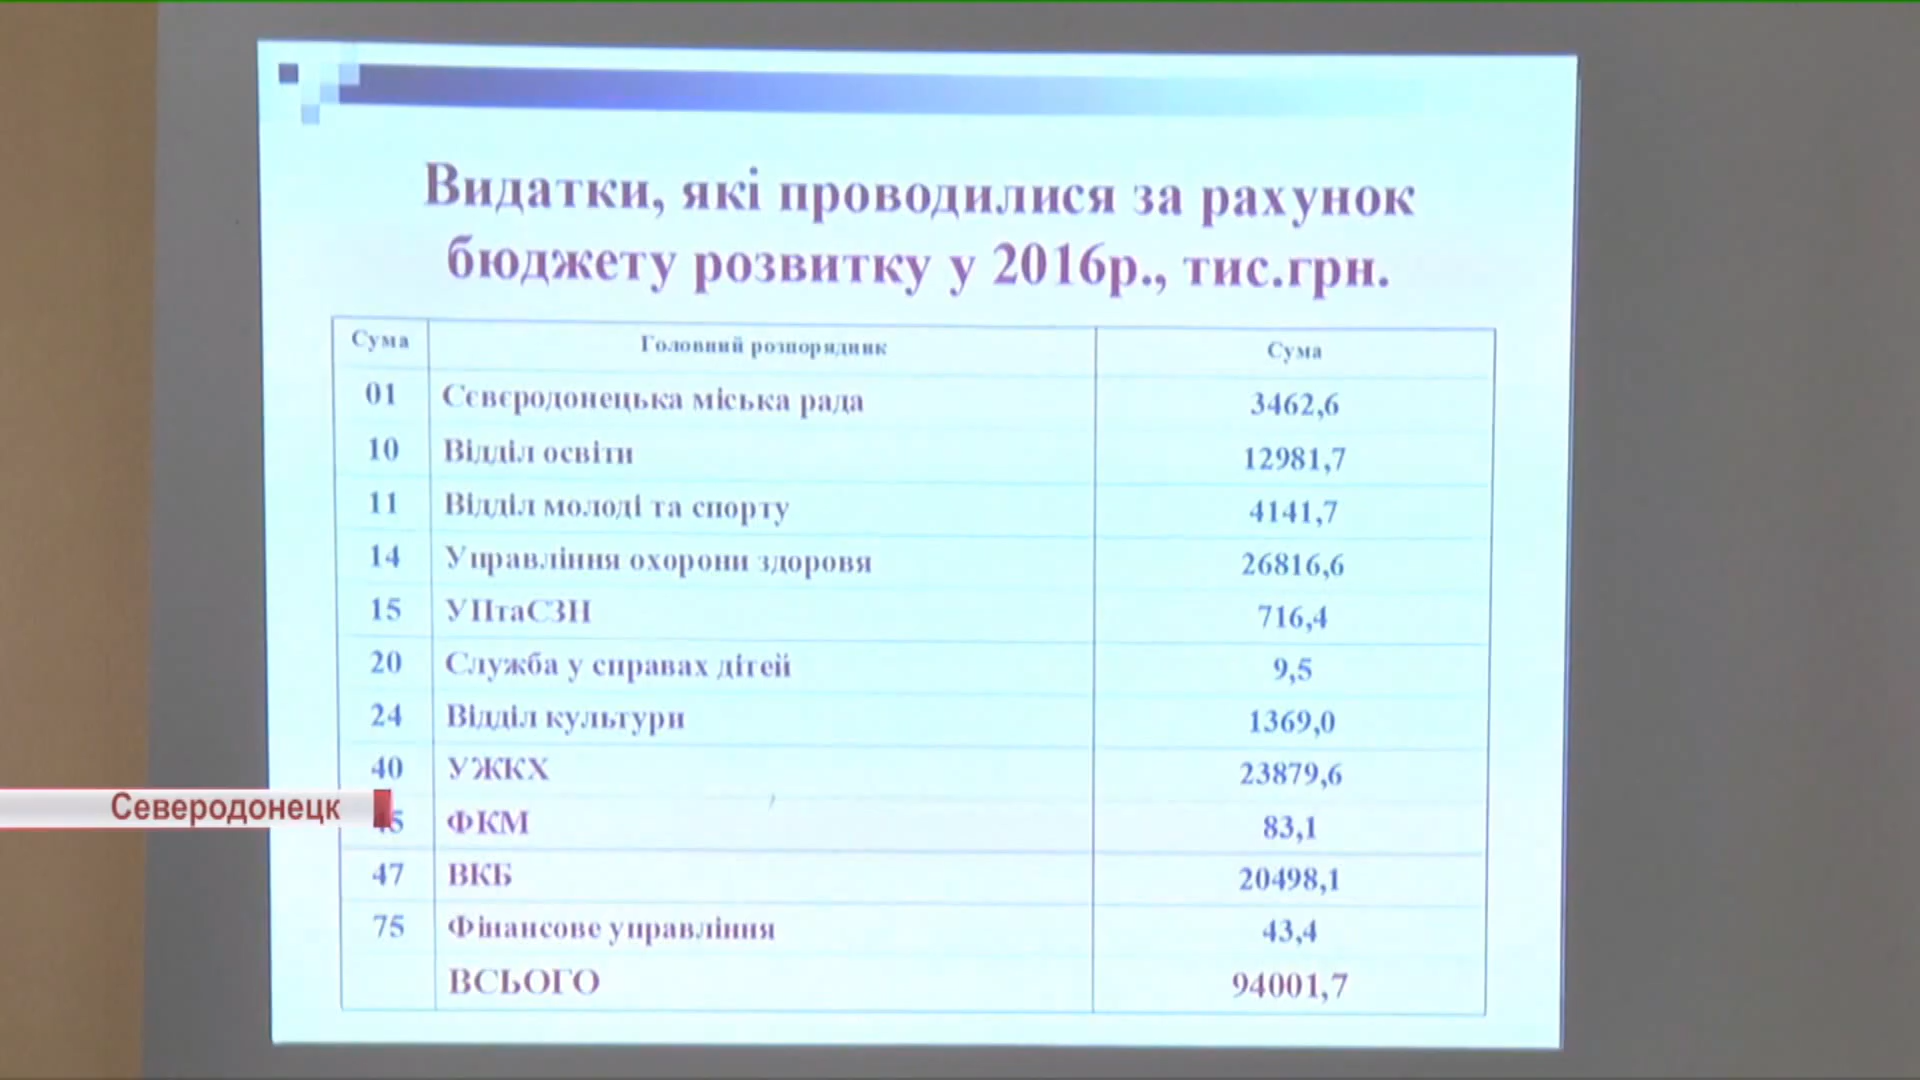 Видатки, які проводилися за рахунок
бюджету розвитку у 2016р., тис.грн.
Сума Головний розпорядник Сума
01 Сєвєродонецька міська рада 3462,6
10 Відділ освіти 12981,7
11 Відділ молоді та спорту 4141,7
14 Управління охорони здоровя 26816,6
15 УПтаСЗН 716,4
20 Служба у справах дітей 9,5
24 Відділ культури 1369,0
40 УЖКХ 23879,6
Северодонецк
ФКМ 83,1
47 ВКБ 20498,1
75 Фінансове управління 43,4
ВСЬОГО 94001,7